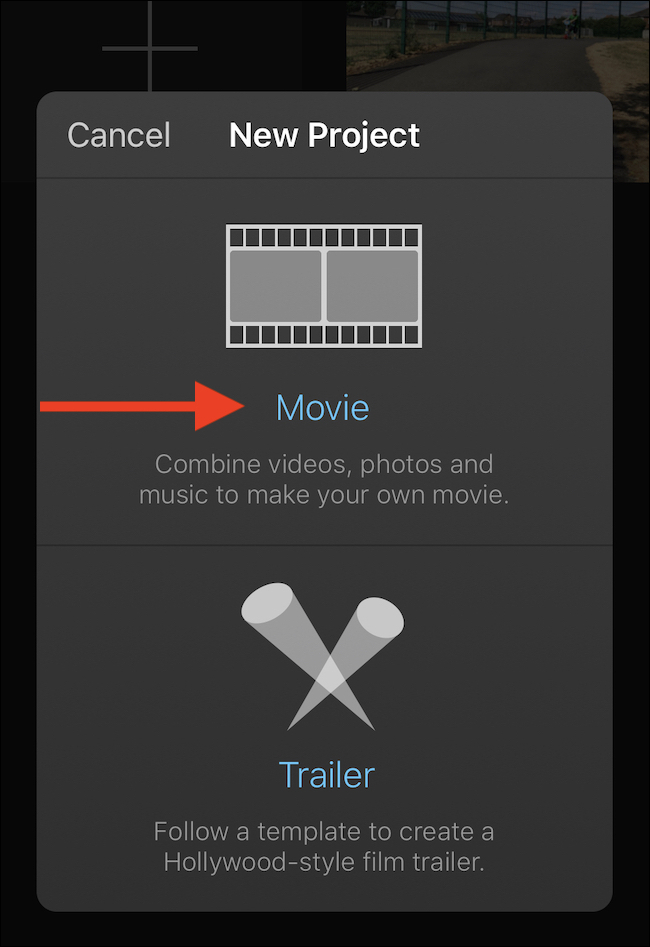 Cancel New Project
Movie
Combine videos, photos and
music to make your own movie.
Trailer
Follow a template to create a
Hollywood-style film trailer.